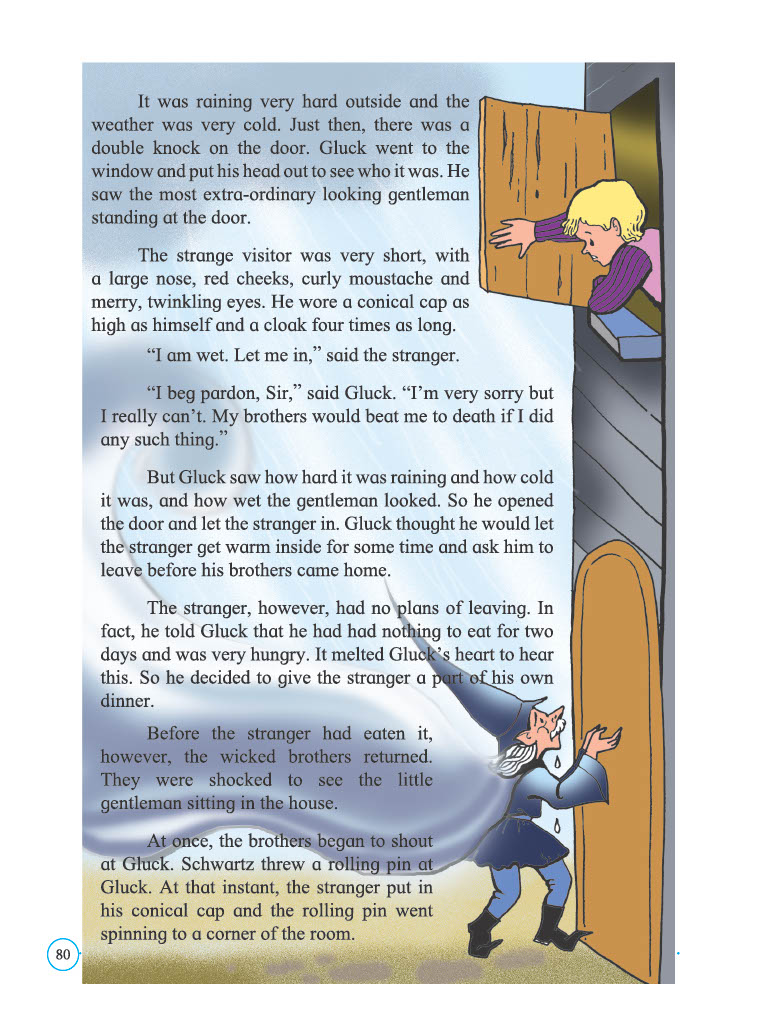 It was raining very hard outside and the
weather was very cold. Just then, there was a
double knock on the door. Gluck went to the
window and put his head out to see who it was. He
saw the most extra-ordinary looking gentleman
standing at the door.
The strange visitor was very short, with
a large nose, red cheeks, curly moustache and
merry, twinkling eyes. He wore a conical cap as
high as himself and a cloak four times as long.
“I am wet. Let me in,” said the stranger.
“I beg pardon, Sir,” said Gluck. “I’m very sorry but
I really can’t. My brothers would beat me to death if I did
any such thing.”
But Gluck saw how hard it was raining and how cold
it was, and how wet the gentleman looked. So he opened
the door and let the stranger in. Gluck thought he would let
the stranger get warm inside for some time and ask him to
leave before his brothers came home.
The stranger, however, had no plans of leaving. In
fact, he told Gluck that he had had nothing to eat for two
days and was very hungry. It melted Gluck’s heart to hear
this. So he decided to give the stranger a part of his own
dinner.
Before the stranger had eaten it,
however, the wicked brothers returned.
They were shocked to see the little
gentleman sitting in the house.
At once, the brothers began to shout
at Gluck. Schwartz threw a rolling pin at
Gluck. At that instant, the stranger put in
his conical cap and the rolling pin went
spinning to a corner of the room.
80